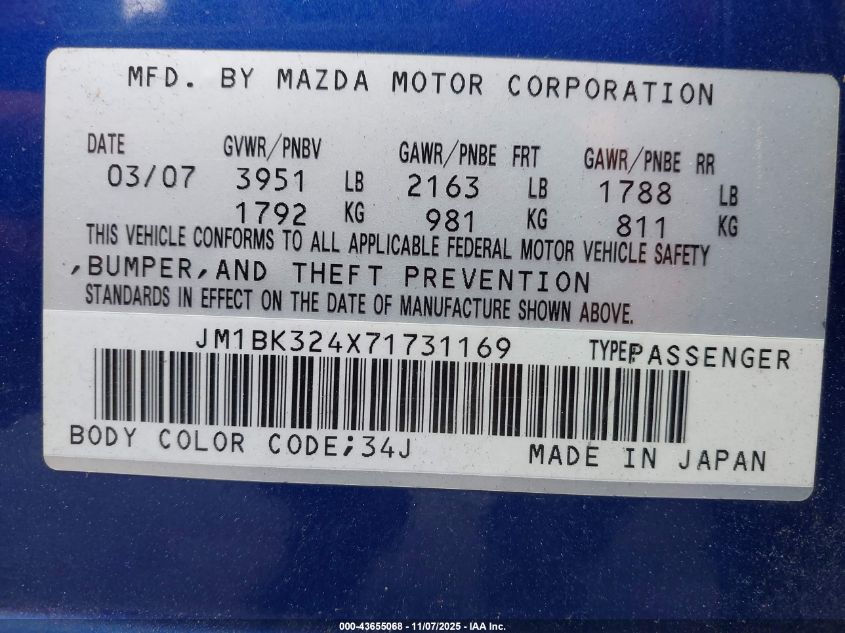 MFD. BY MAZDA MOTOR CORPORATION
DATE GVWR/PNBV GAWR/PNBE FRT GAWR/PNBE RR
03/07 3951 LB 2163 LB 1788 LB
1792 KG 981 KG 811 KG
THIS VEHICLE CONFORMS TO ALL APPLICABLE FEDERAL MOTOR VEHICLE SAFETY
,BUMPER,AND THEFT PREVENTION
STANDARDS IN EFFECT ON THE DATE OF MANUFACTURE SHOWN ABOVE.
JM1BK324X71731169 TYPE:PASSENGER
BODY COLOR CODE;34J MADE IN JAPAN
000-43655068 - 11/07/2025 - IAA Inc.